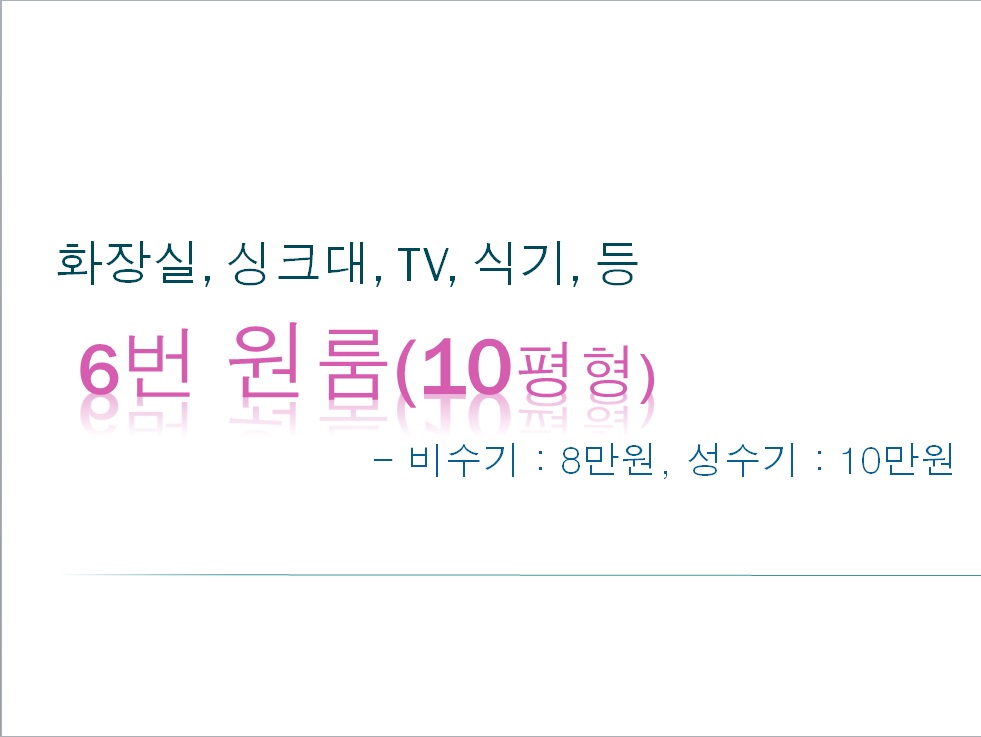 화장실, 싱크대, TV, 식기, 등
6번 원룸(10평형)
- 비수기 : 8만원, 성수기 : 10만원